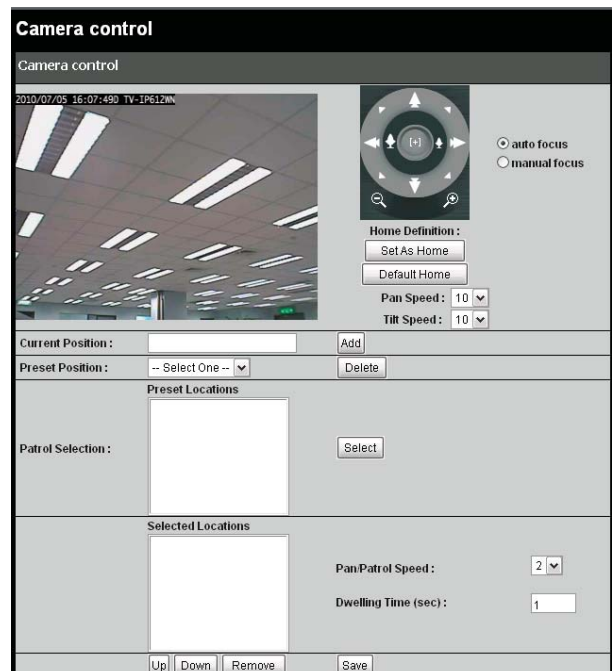 Camera control
Camera control
2010/07/05 16:07:49D TV-IP612WN
[+]
auto focus
manual focus
Home Definition :
Set As Home
Default Home
Pan Speed : 10
Tilt Speed : 10
Current Position : Add
Preset Position : -- Select One -- Delete
Preset Locations
Patrol Selection : Select
Selected Locations
Pan/Patrol Speed : 2
Dwelling Time (sec) : 1
Up Down Remove Save